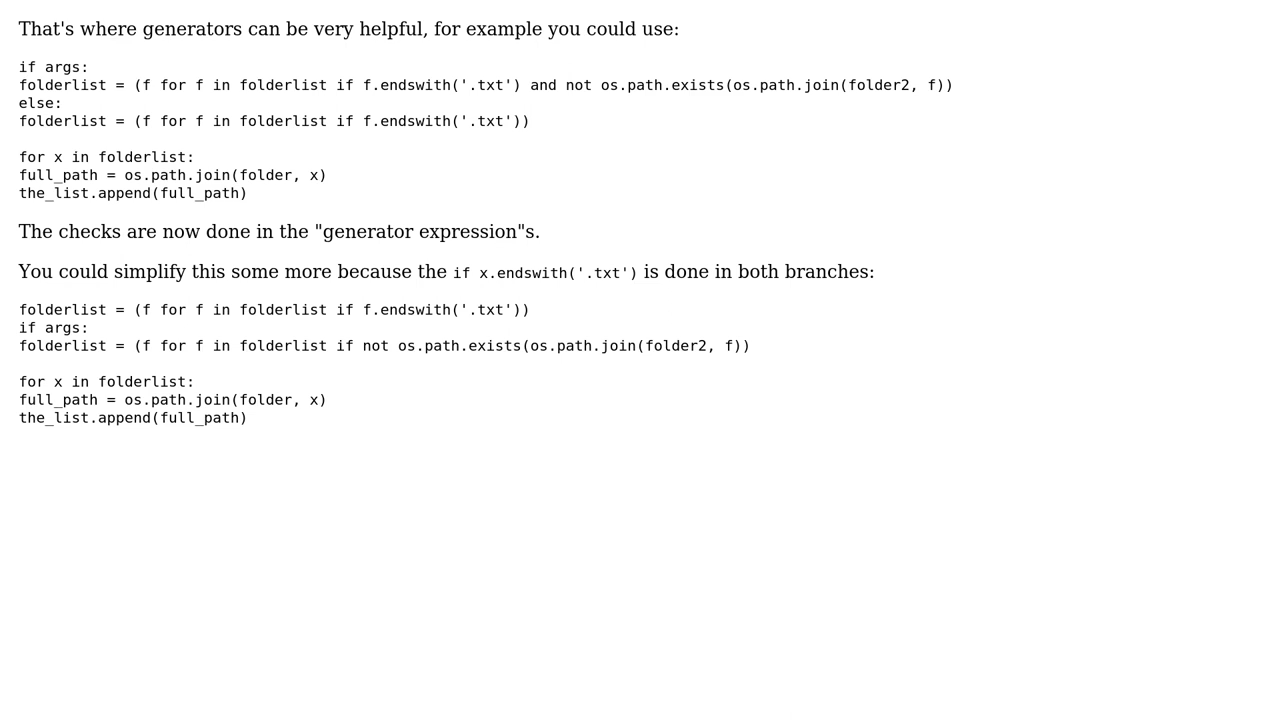 That's where generators can be very helpful, for example you could use:
if args:
folderlist = (f for f in folderlist if f.endswith('.txt') and not os.path.exists(os.path.join(folder2, f))
else:
folderlist = (f for f in folderlist if f.endswith('.txt'))
for x in folderlist:
full_path = os.path.join(folder, x)
the_list.append(full_path)
The checks are now done in the "generator expression"s.
You could simplify this some more because the if x.endswith('.txt') is done in both branches:
folderlist = (f for f in folderlist if f.endswith('.txt'))
if args:
folderlist = (f for f in folderlist if not os.path.exists(os.path.join(folder2, f))
for x in folderlist:
full_path = os.path.join(folder, x)
the_list.append(full_path)